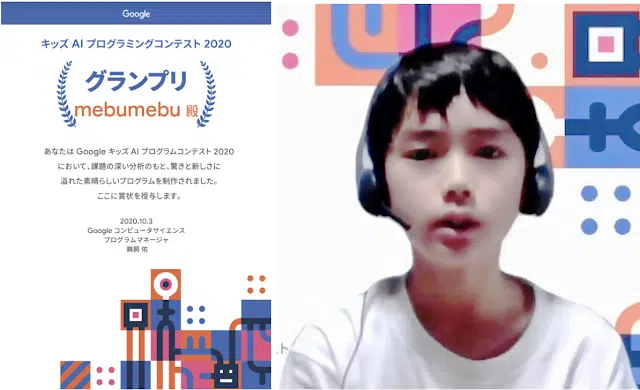 Google
キッズ AI プログラミングコンテスト 2020
グランプリ
mebumebu 殿
あなたは Google キッズ AI プログラムコンテスト 2020
において、課題の深い分析のもと、驚きと新しさに
溢れた素晴らしいプログラムを制作されました。
ここに賞状を授与します。
2020.10.3
Google コンピュータサイエンス
プログラムマネージャ
鵜飼 佑
スト